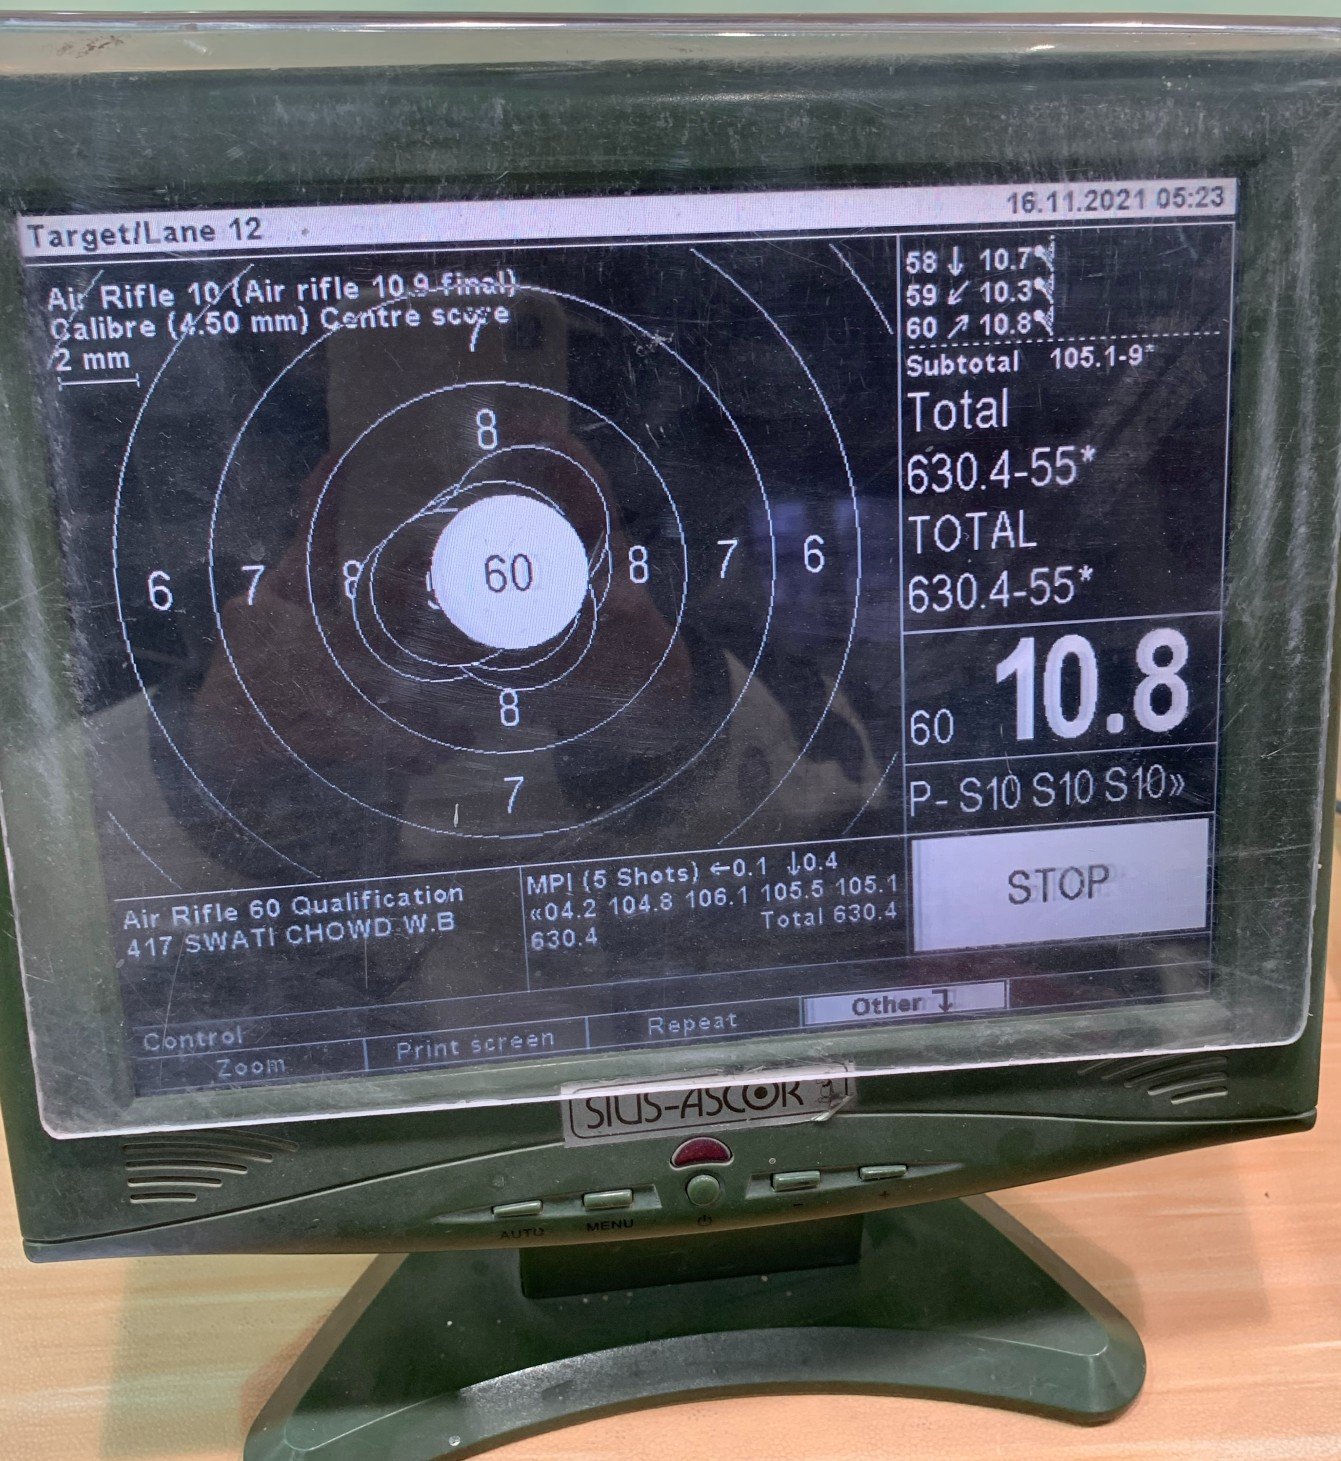 Target/Lane 12
16.11.2021 05:23
Air Rifle 10 (Air rifle 10.9 final)
Calibre (4.50 mm) Centre score
2 mm
7
8
6 7 8 60 8 7 6
8
7
58 ↓ 10.7*
59 ↙ 10.3*
60 ↗ 10.8*
Subtotal 105.1-9*
Total
630.4-55*
TOTAL
630.4-55*
60 10.8
P- S10 S10 S10»
STOP
Air Rifle 60 Qualification
417 SWATI CHOWD W.B
MPI (5 Shots) ←0.1 ↓0.4
«04.2 104.8 106.1 105.5 105.1
Total 630.4
630.4
Control
Zoom
Print screen
Repeat
Other
SIUS-ASCOR
AUTO MENU - +